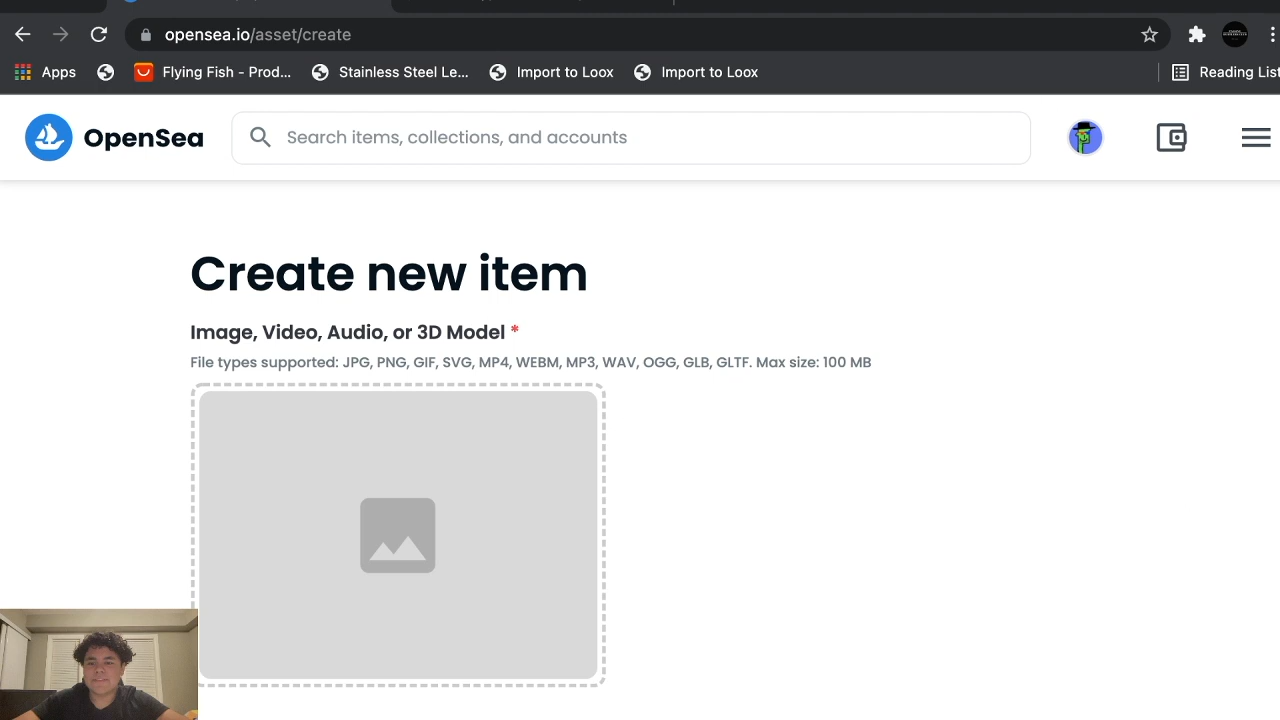 opensea.io/asset/create
Apps
Flying Fish - Prod...
Stainless Steel Le...
Import to Loox
Import to Loox
Reading List
OpenSea
Search items, collections, and accounts
Create new item
Image, Video, Audio, or 3D Model *
File types supported: JPG, PNG, GIF, SVG, MP4, WEBM, MP3, WAV, OGG, GLB, GLTF. Max size: 100 MB